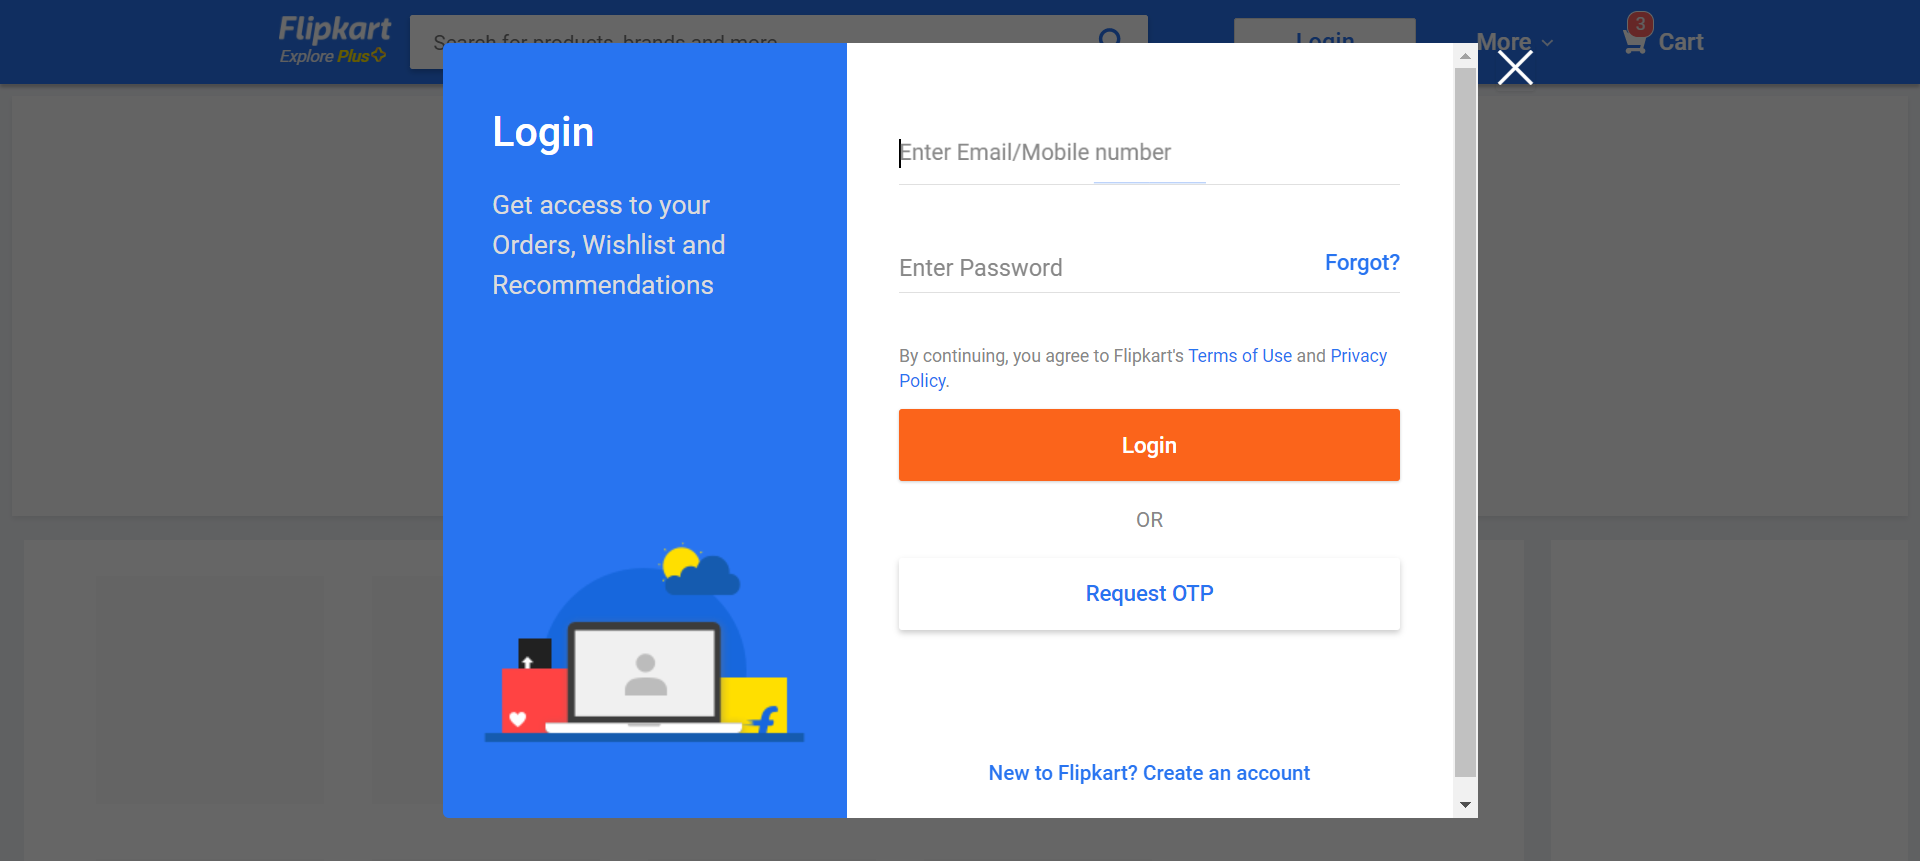 Flipkart
Explore Plus
Search for products, brands and more
Login
More
3
Cart
Login
Get access to your
Orders, Wishlist and
Recommendations
Enter Email/Mobile number
Enter Password
Forgot?
By continuing, you agree to Flipkart's Terms of Use and Privacy
Policy.
Login
OR
Request OTP
New to Flipkart? Create an account